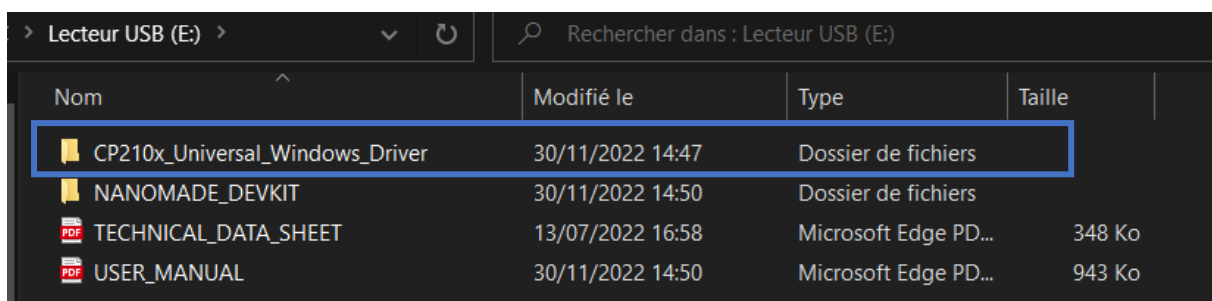 > Lecteur USB (E:) > Rechercher dans : Lecteur USB (E:)
Nom Modifié le Type Taille
CP210x_Universal_Windows_Driver 30/11/2022 14:47 Dossier de fichiers
NANOMADE_DEVKIT 30/11/2022 14:50 Dossier de fichiers
PDF TECHNICAL_DATA_SHEET 13/07/2022 16:58 Microsoft Edge PD... 348 Ko
PDF USER_MANUAL 30/11/2022 14:50 Microsoft Edge PD... 943 Ko